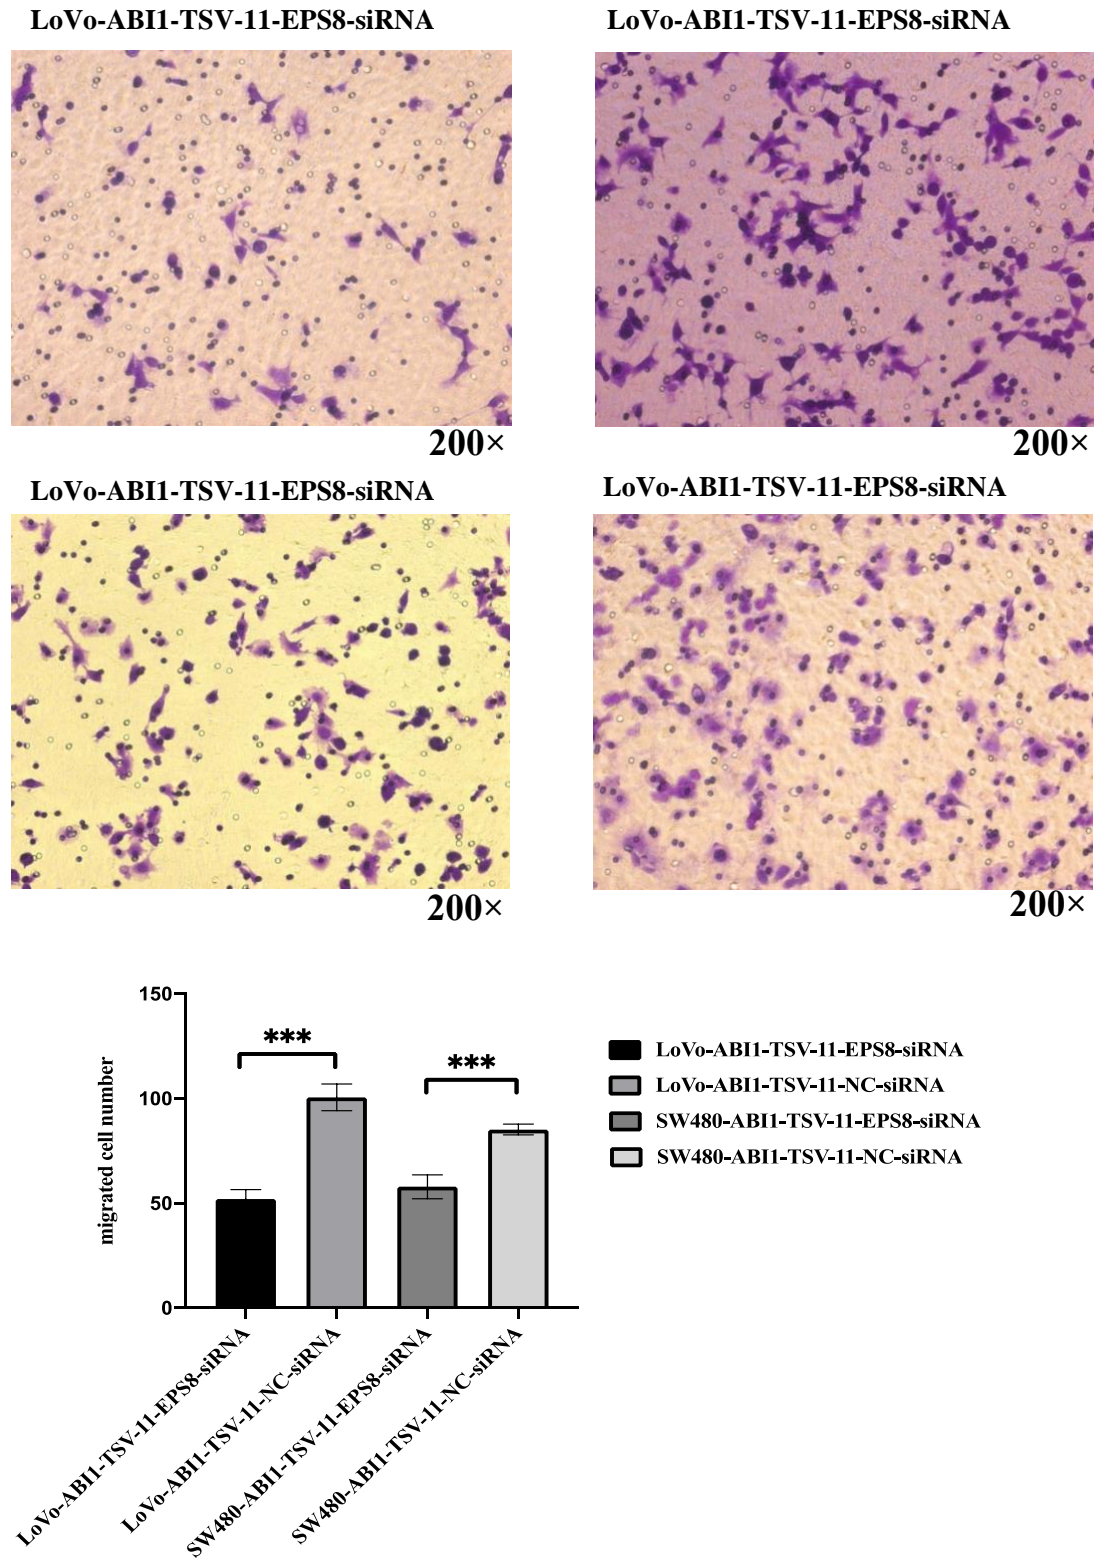 LoVo-ABI1-TSV-11-EPS8-siRNA
LoVo-ABI1-TSV-11-EPS8-siRNA
200×
200×
LoVo-ABI1-TSV-11-EPS8-siRNA
LoVo-ABI1-TSV-11-EPS8-siRNA
200×
200×
150
100
50
0
migrated cell number
***
***
LoVo-ABI1-TSV-11-EPS8-siRNA
LoVo-ABI1-TSV-11-NC-siRNA
SW480-ABI1-TSV-11-EPS8-siRNA
SW480-ABI1-TSV-11-NC-siRNA
LoVo-ABI1-TSV-11-EPS8-siRNA
LoVo-ABI1-TSV-11-NC-siRNA
SW480-ABI1-TSV-11-EPS8-siRNA
SW480-ABI1-TSV-11-NC-siRNA